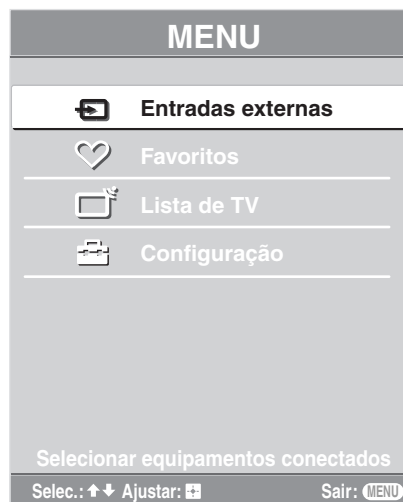 MENU
Entradas externas
Favoritos
Lista de TV
Configuração
Selecionar equipamentos conectados
Selec.: Ajustar: Sair: MENU